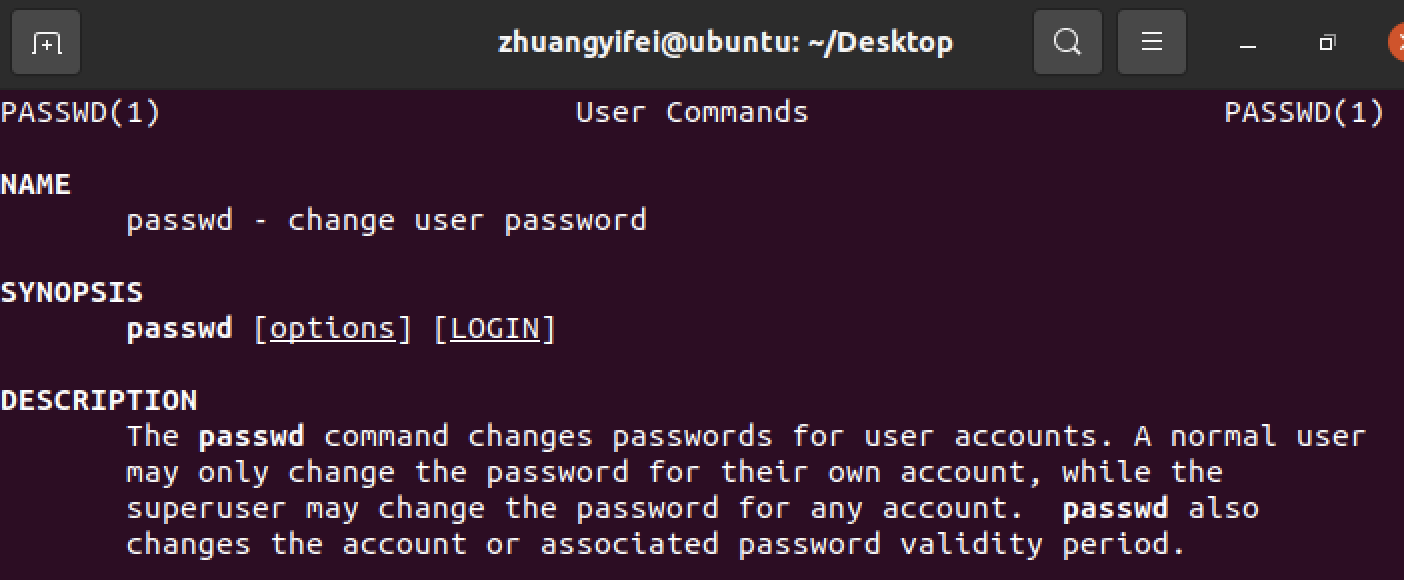 zhuangyifei@ubuntu: ~/Desktop
PASSWD(1) User Commands PASSWD(1)
NAME
passwd - change user password
SYNOPSIS
passwd [options] [LOGIN]
DESCRIPTION
The passwd command changes passwords for user accounts. A normal user
may only change the password for their own account, while the
superuser may change the password for any account.  passwd also
changes the account or associated password validity period.